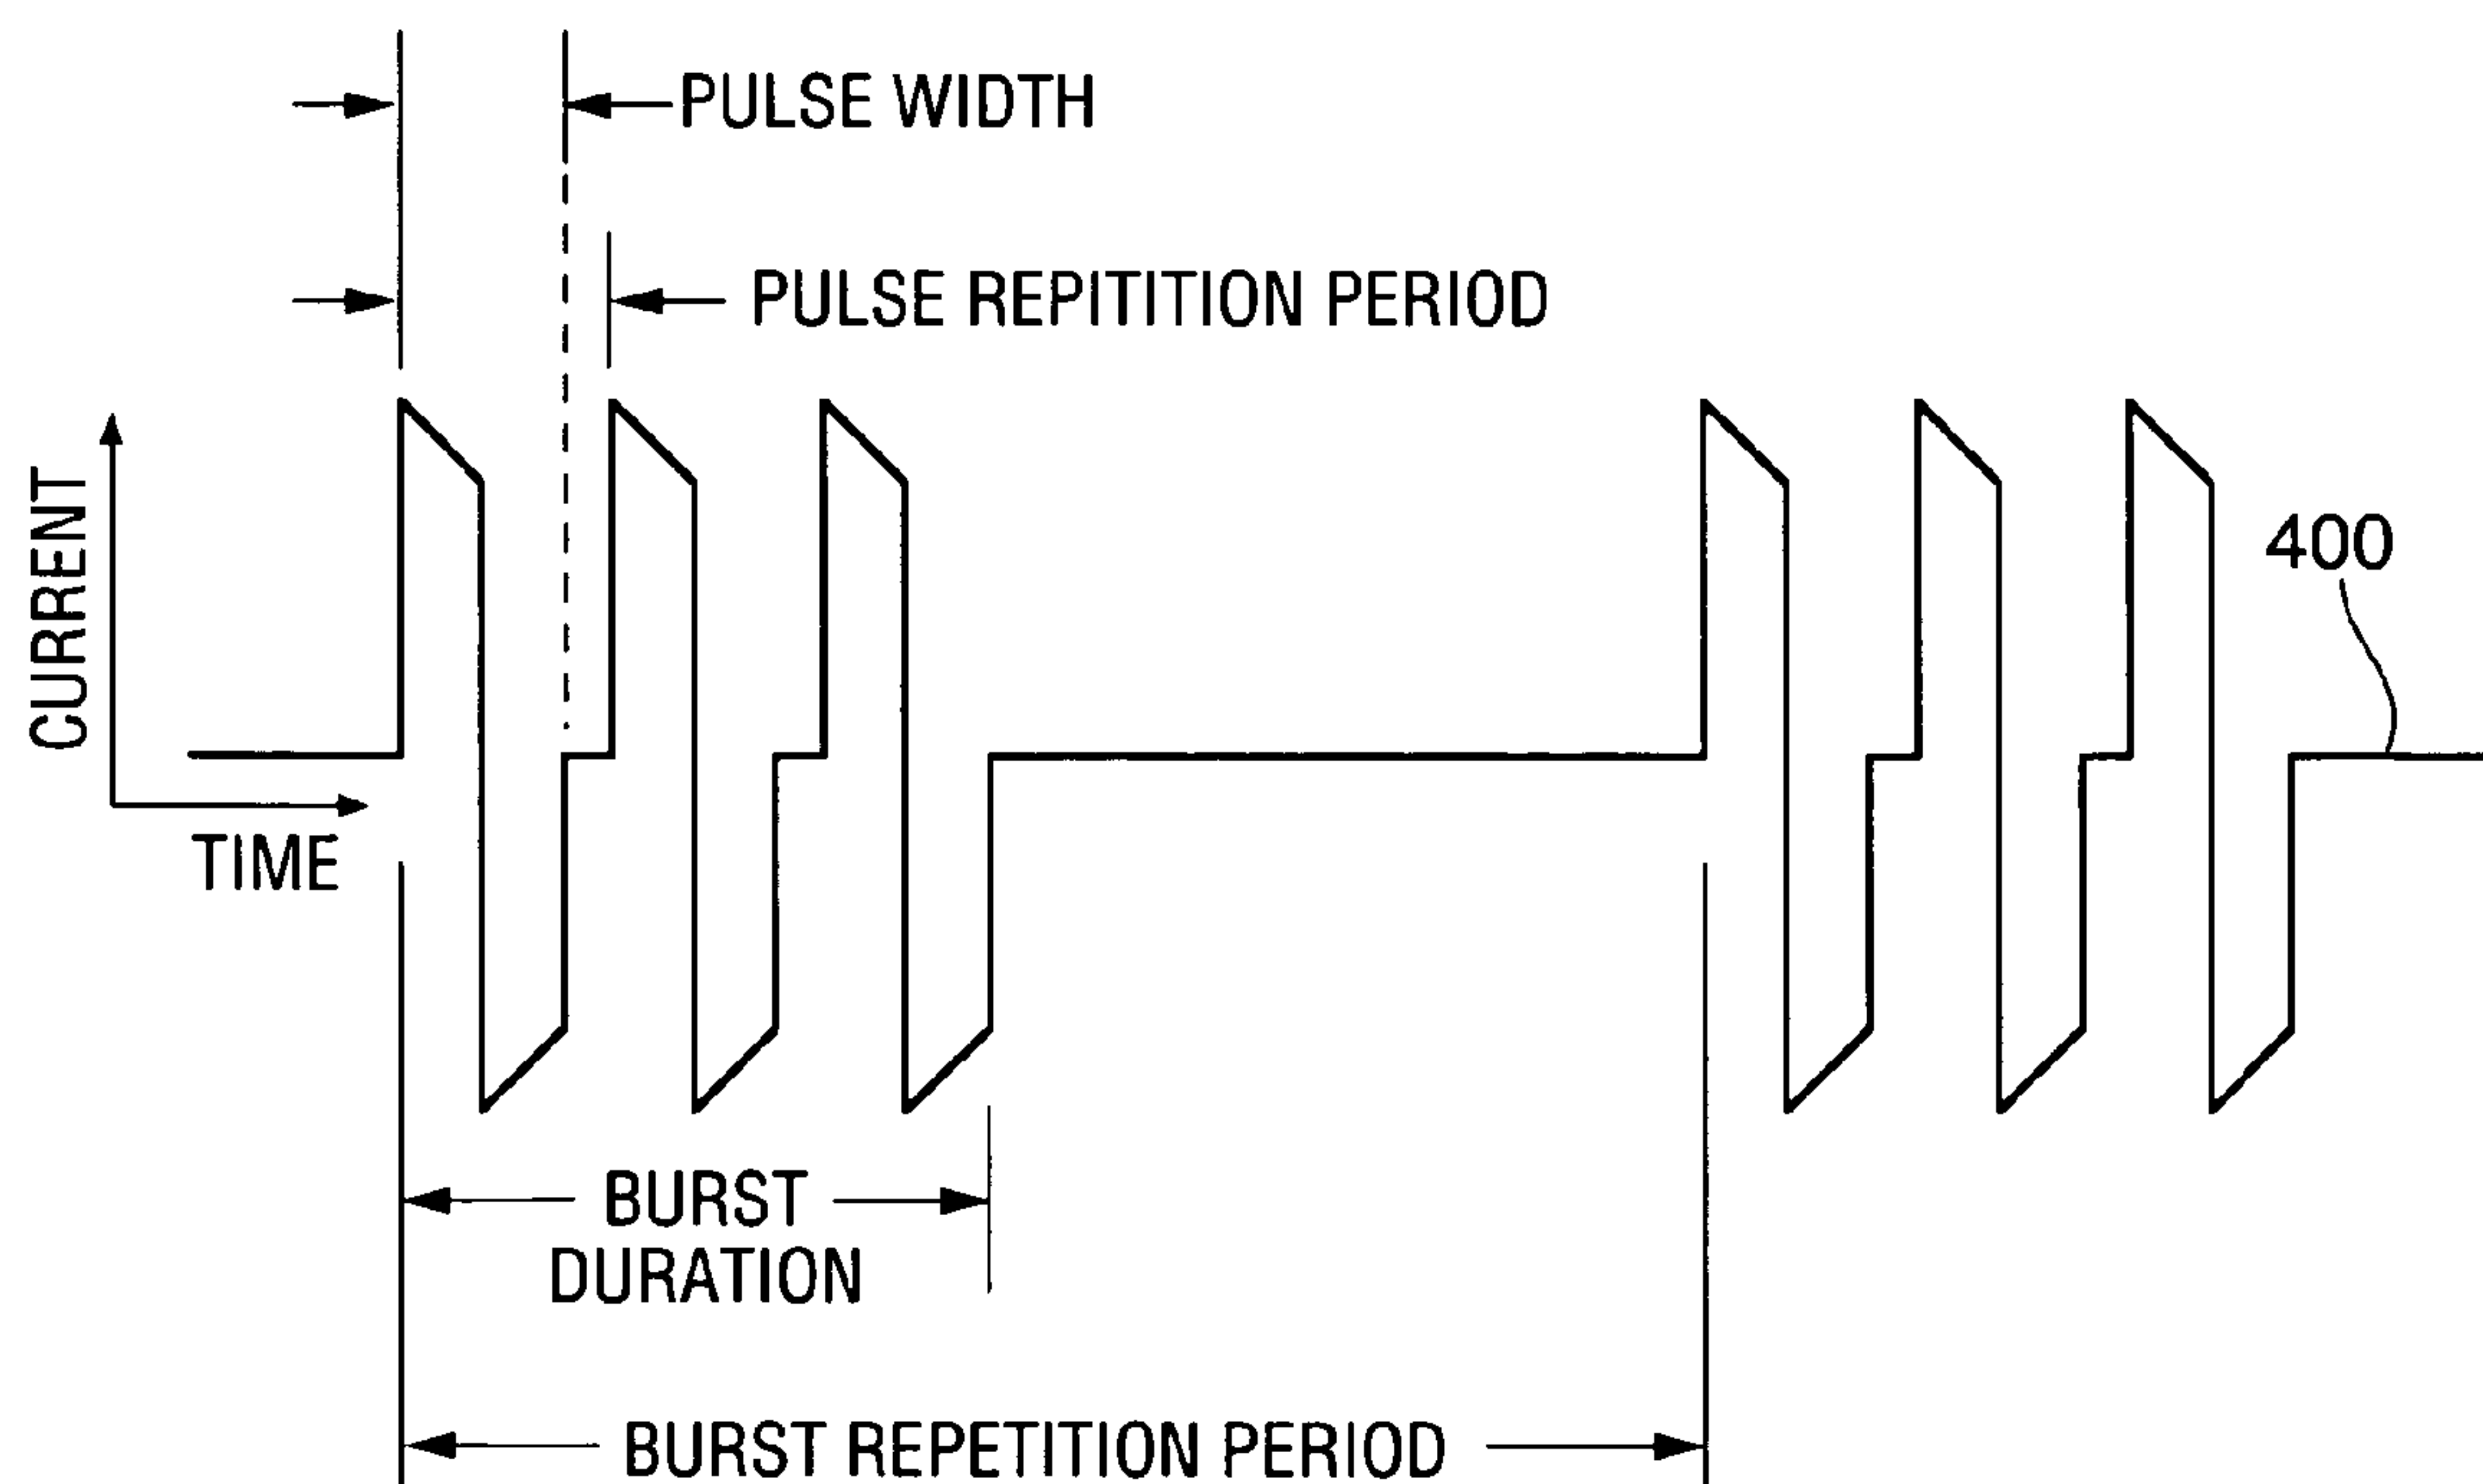 PULSE WIDTH
PULSE REPITITION PERIOD
CURRENT
400
TIME
BURST
DURATION
BURST REPETITION PERIOD